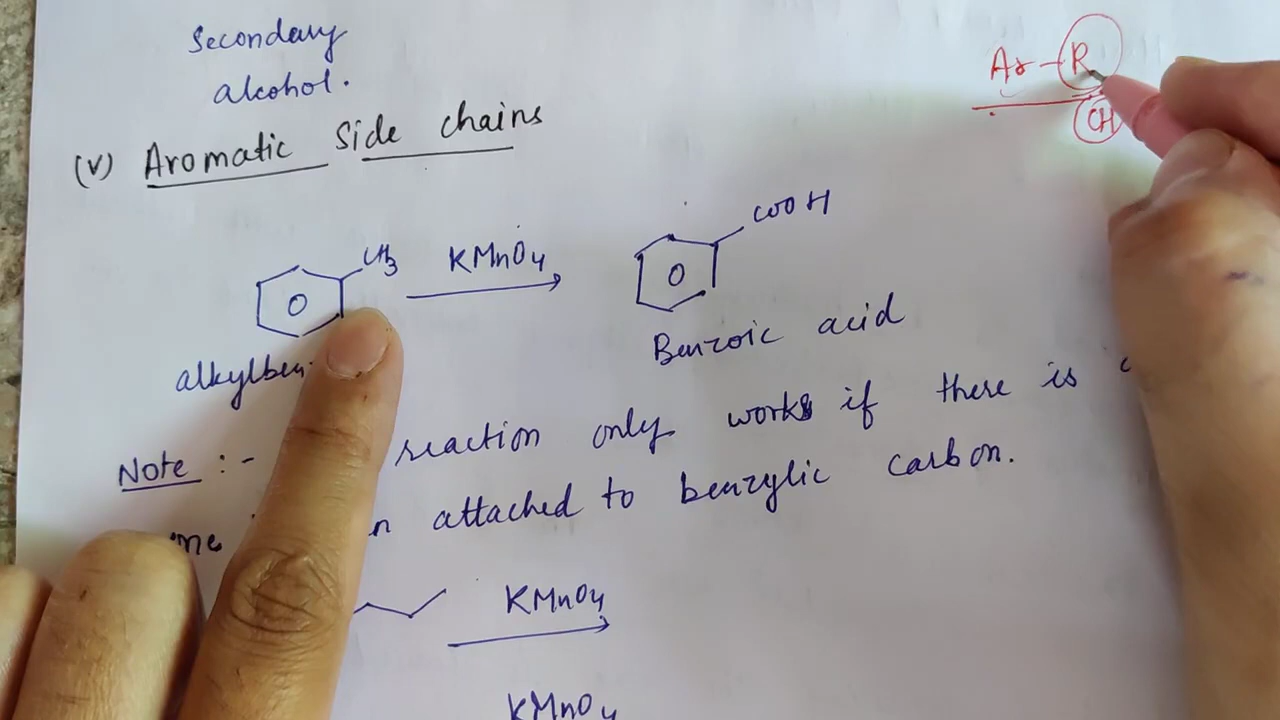 Secondary
alcohol.
Ar - R
CH
(v) Aromatic Side chains
CH3 KMnO4 COOH
alkylben
Benzoic acid
Note :- reaction only works if there is
attached to benzylic carbon.
KMnO4
KMnO4